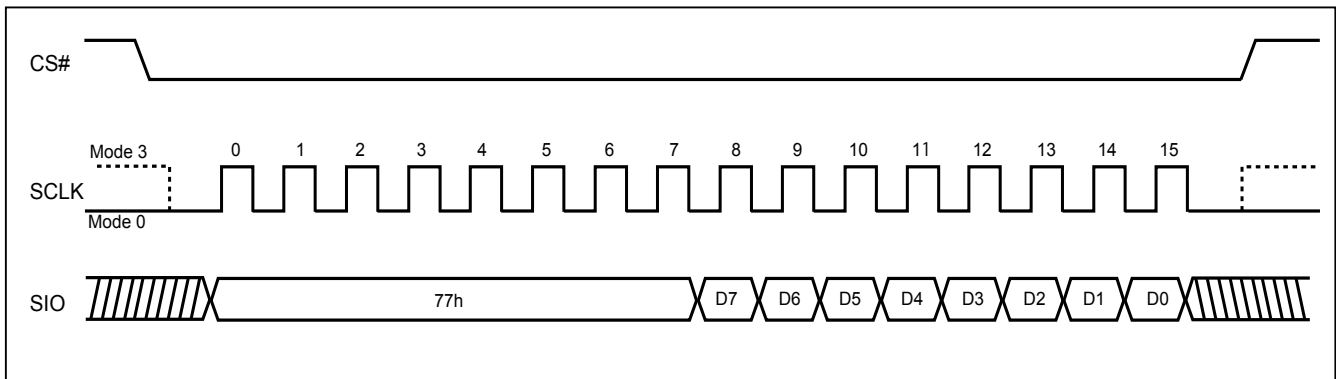 CS#
Mode 3
0 1 2 3 4 5 6 7 8 9 10 11 12 13 14 15
SCLK
Mode 0
SIO 77h D7 D6 D5 D4 D3 D2 D1 D0